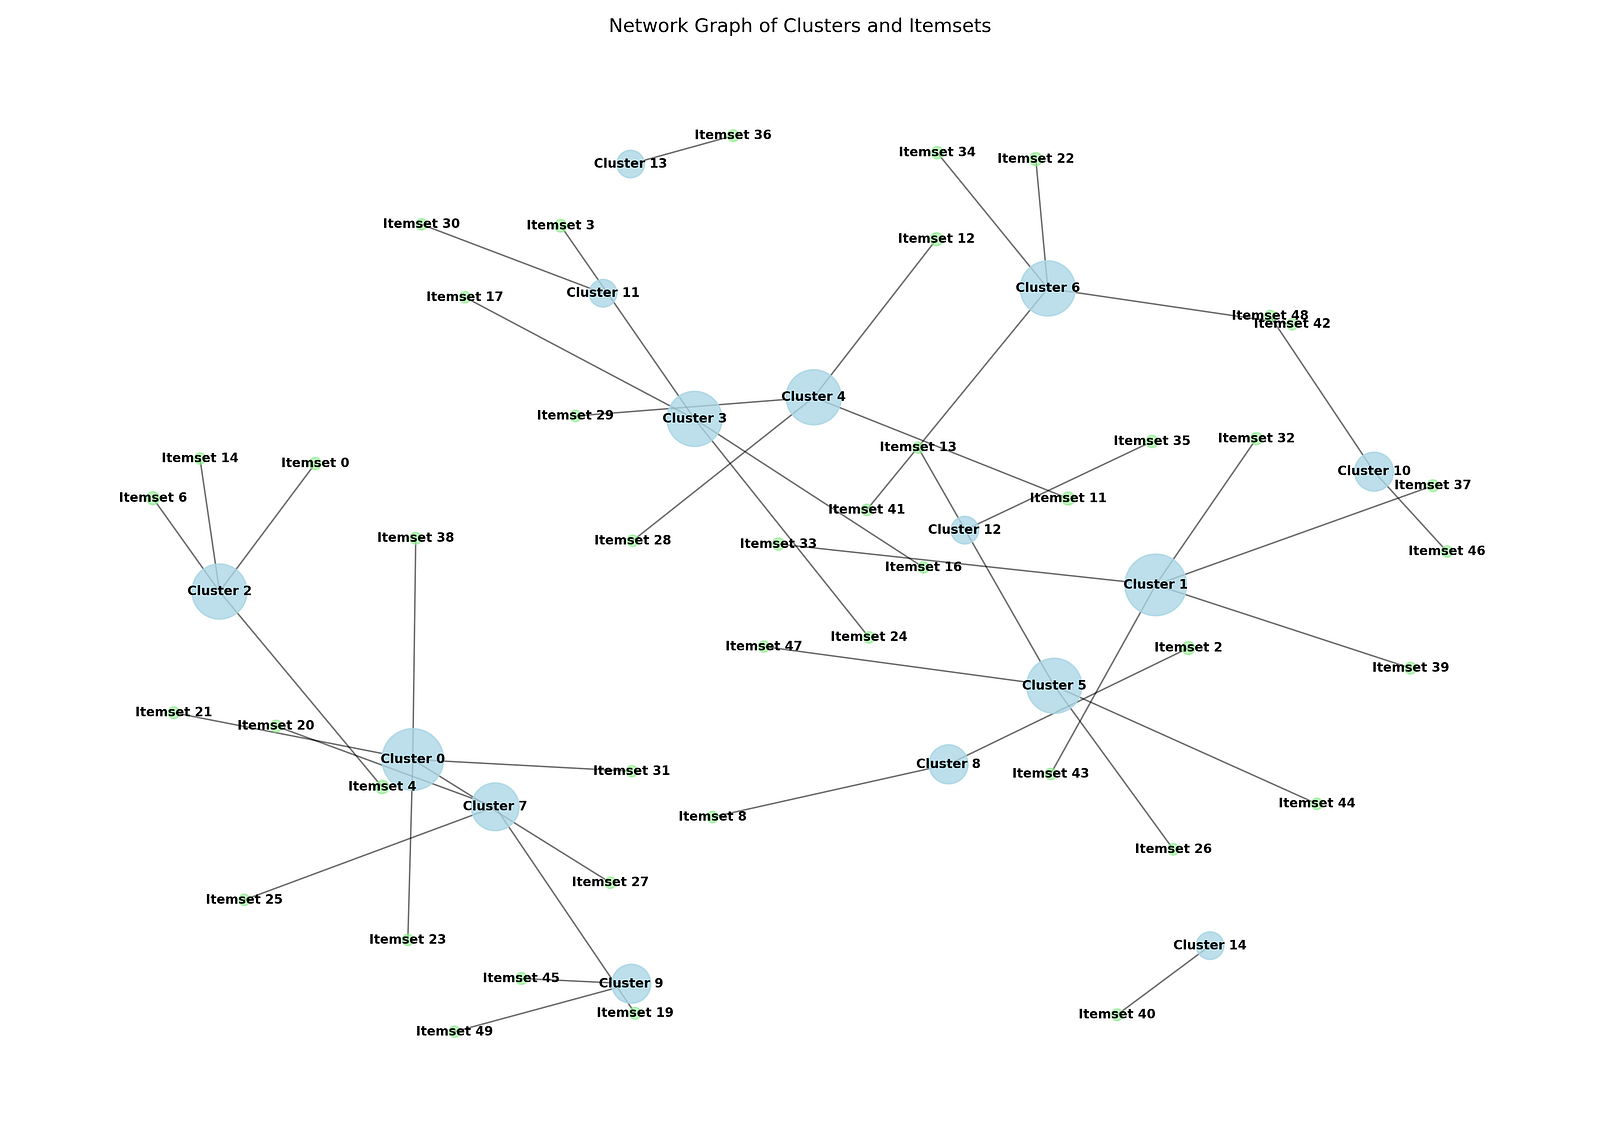 Network Graph of Clusters and Itemsets
Itemset 36
Cluster 13
Itemset 34
Itemset 22
Itemset 30
Itemset 3
Itemset 12
Cluster 6
Cluster 11
Itemset 17
Itemset 48
Itemset 42
Cluster 4
Itemset 29
Cluster 3
Itemset 32
Itemset 35
Itemset 13
Itemset 14
Itemset 0
Cluster 10
Itemset 37
Itemset 6
Itemset 11
Itemset 41
Cluster 12
Itemset 38
Itemset 28
Itemset 33
Itemset 46
Itemset 16
Cluster 1
Cluster 2
Itemset 24
Itemset 47
Itemset 2
Itemset 39
Cluster 5
Itemset 21
Itemset 20
Cluster 0
Cluster 8
Itemset 31
Itemset 43
Itemset 4
Itemset 44
Cluster 7
Itemset 8
Itemset 26
Itemset 27
Itemset 25
Itemset 23
Cluster 14
Itemset 45
Cluster 9
Itemset 19
Itemset 40
Itemset 49